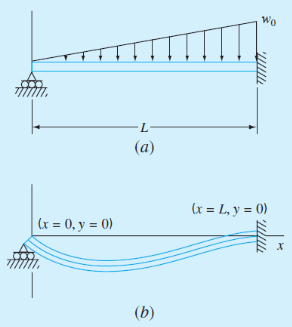 w₀
L
(a)
(x = 0, y = 0)
(x = L, y = 0)
x
(b)